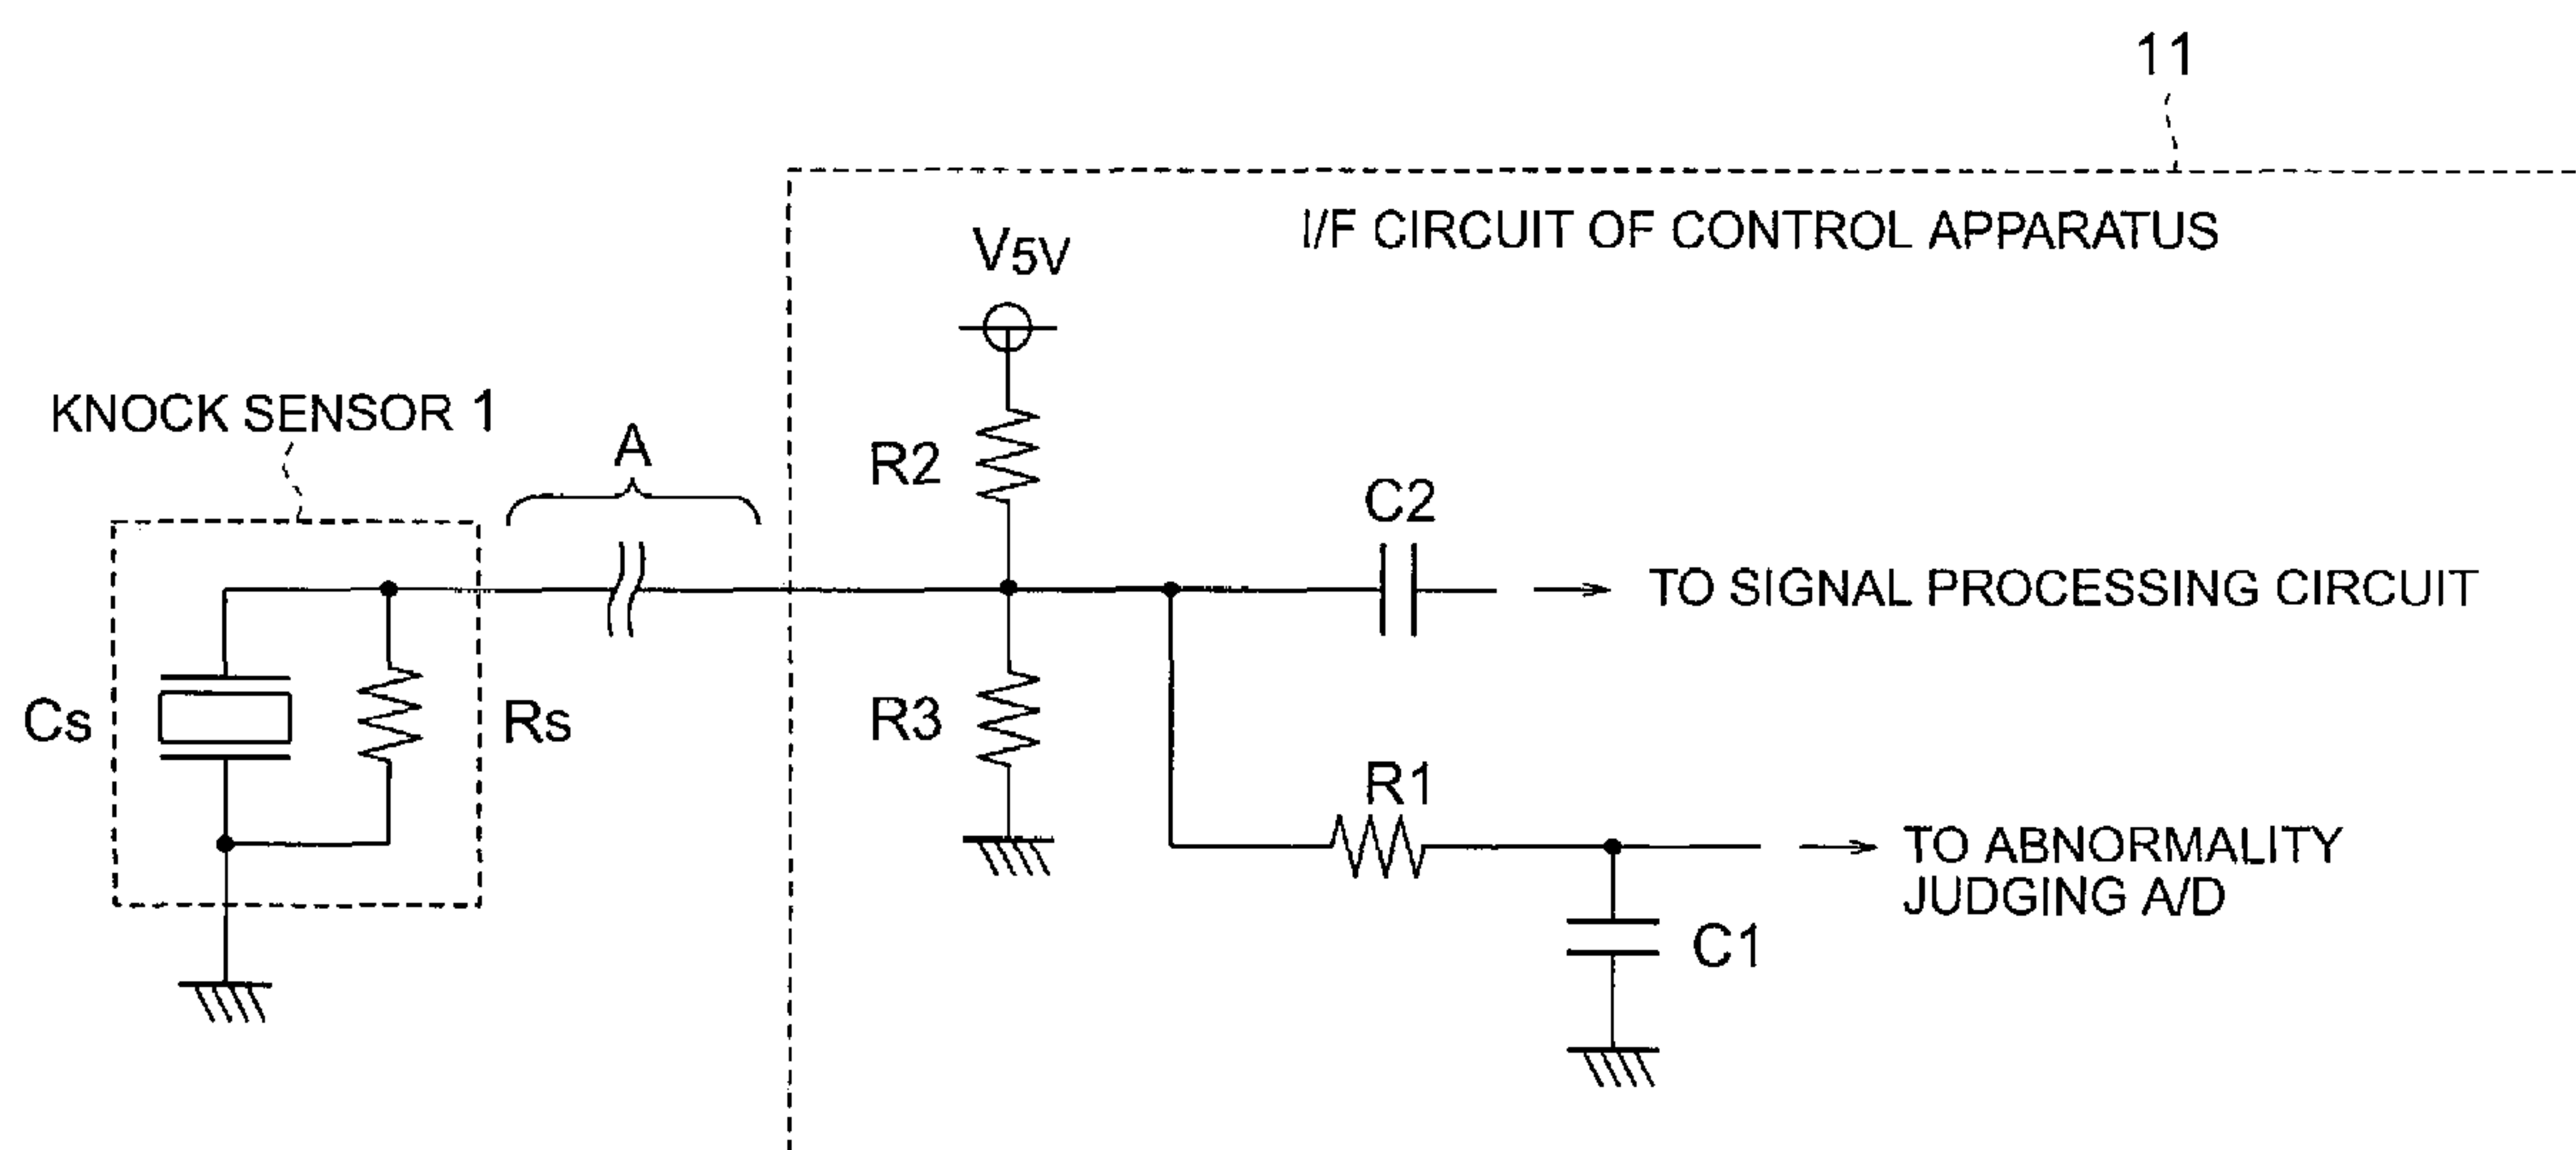 11
I/F CIRCUIT OF CONTROL APPARATUS
V5V
KNOCK SENSOR 1
A
R2
C2
TO SIGNAL PROCESSING CIRCUIT
Cs
Rs
R3
R1
TO ABNORMALITY
JUDGING A/D
C1